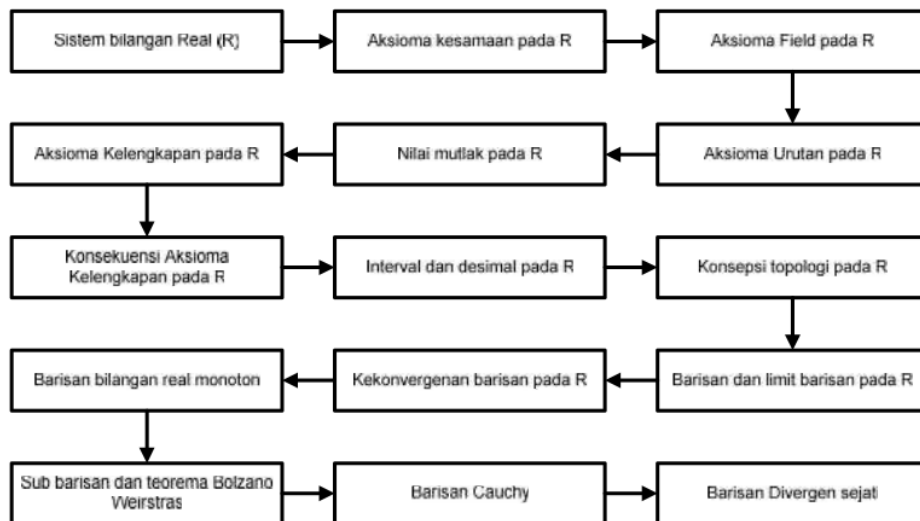 Sistem bilangan Real (R)
Aksioma kesamaan pada R
Aksioma Field pada R
Aksioma Kelengkapan pada R
Nilai mutlak pada R
Aksioma Urutan pada R
Konsekuensi Aksioma
Kelengkapan pada R
Interval dan desimal pada R
Konsepsi topologi pada R
Barisan bilangan real monoton
Kekonvergenan barisan pada R
Barisan dan limit barisan pada R
Sub barisan dan teorema Bolzano
Weirstras
Barisan Cauchy
Barisan Divergen sejati